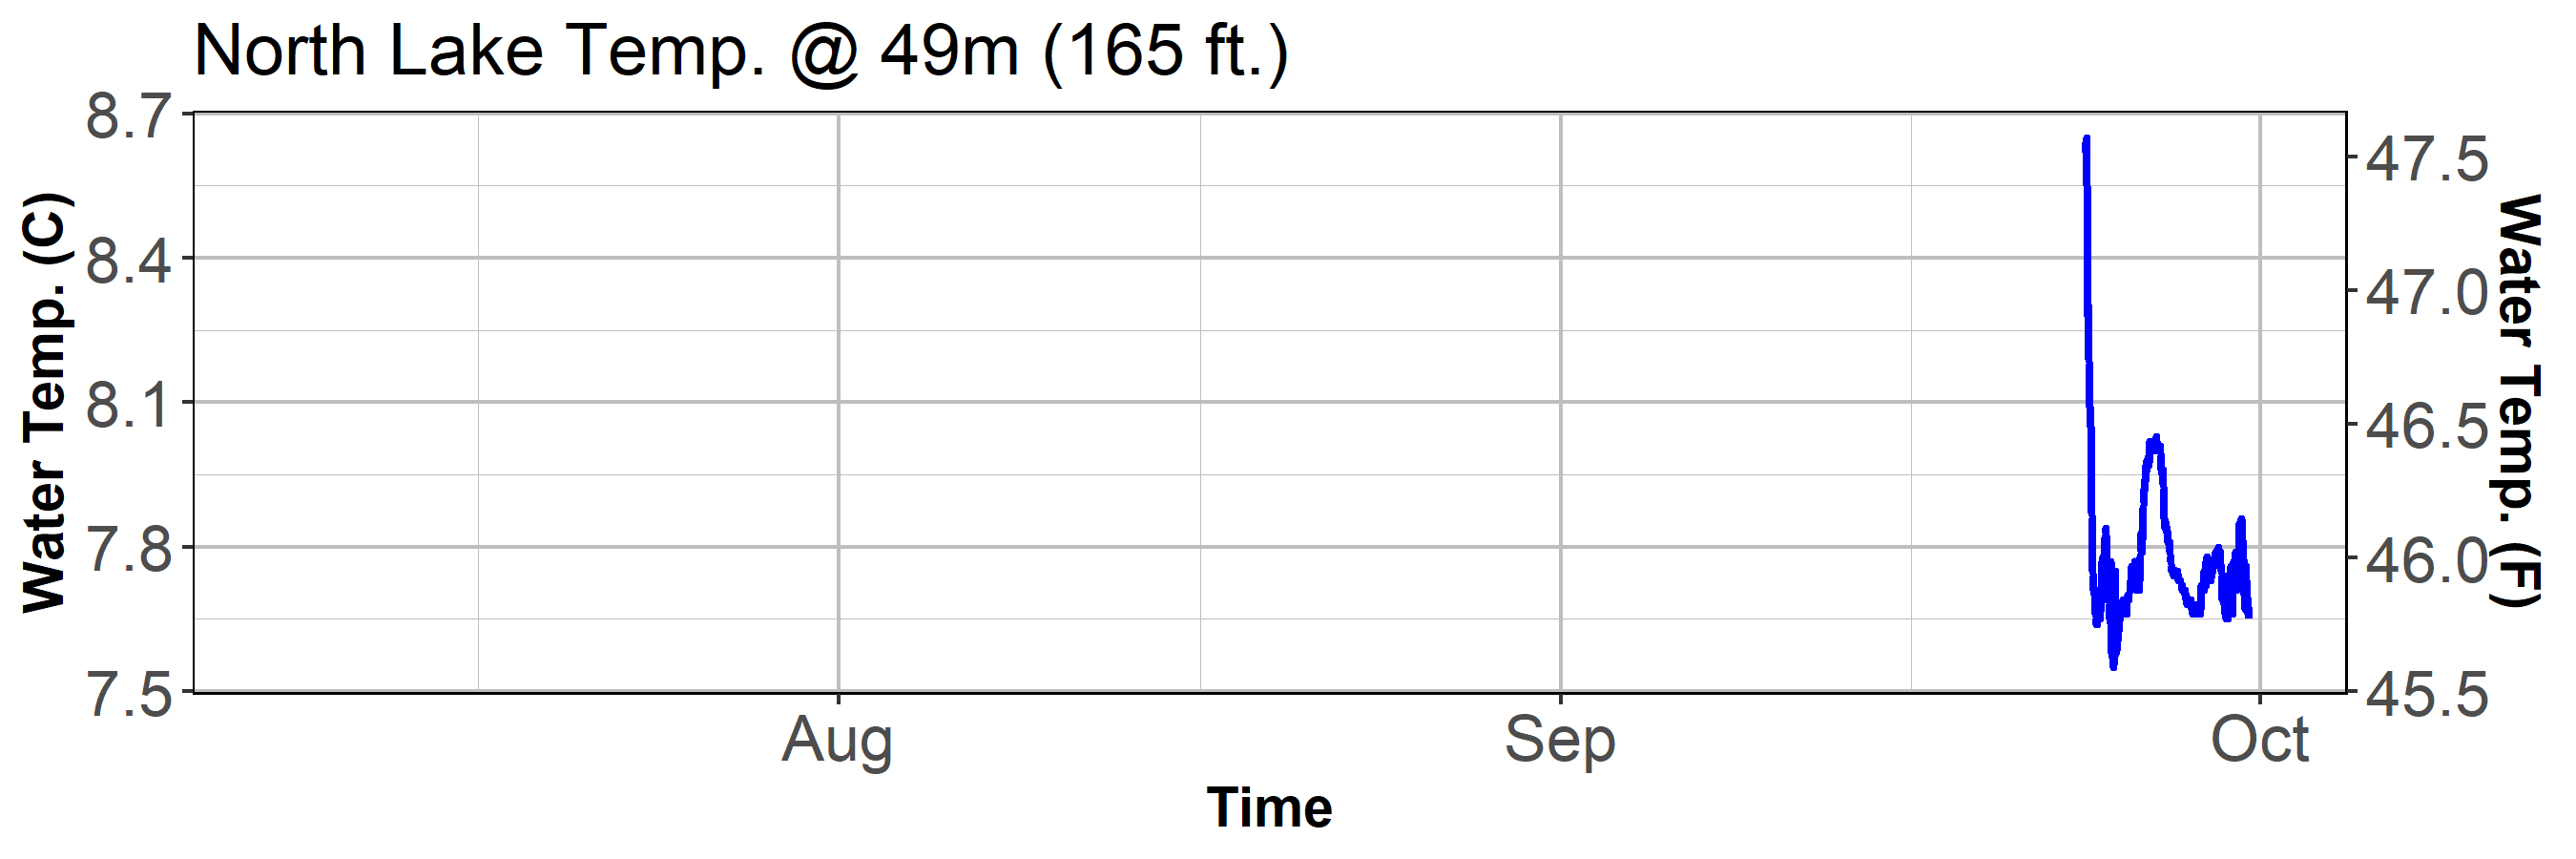 North Lake Temp. @ 49m (165 ft.)
Water Temp. (C)
8.7
8.4
8.1
7.8
7.5
47.5
47.0
46.5
46.0
45.5
Water Temp. (F)
Aug Sep Oct
Time